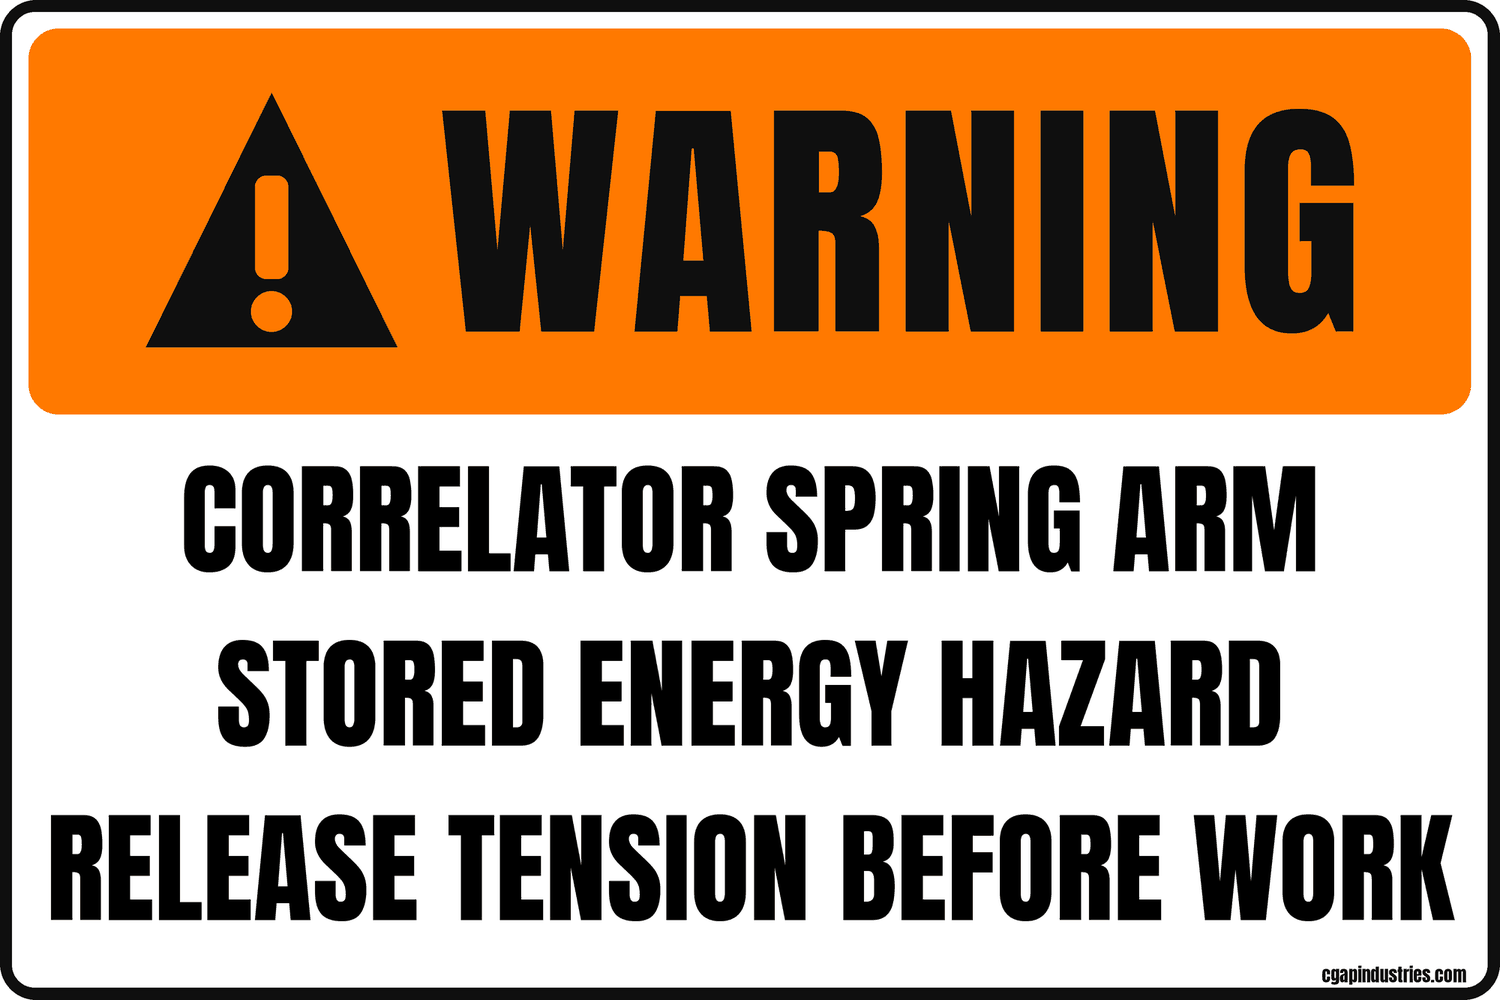 WARNING
CORRELATOR SPRING ARM
STORED ENERGY HAZARD
RELEASE TENSION BEFORE WORK
cgapindustries.com